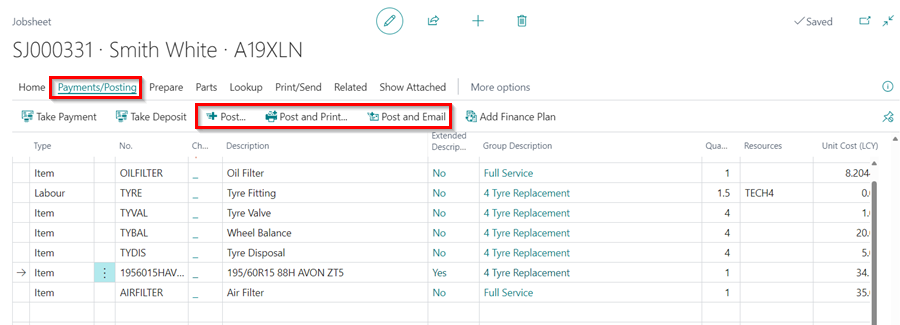 Jobsheet
Saved
SJ000331 · Smith White · A19XLN
Home Payments/Posting Prepare Parts Lookup Print/Send Related Show Attached More options
Take Payment Take Deposit Post... Post and Print... Post and Email Add Finance Plan
Type No. Ch... Description Extended Descrip... Group Description Qua... Resources Unit Cost (LCY)
Item OILFILTER _ Oil Filter No Full Service 1 8.204
Labour TYRE _ Tyre Fitting No 4 Tyre Replacement 1.5 TECH4 0.
Item TYVAL _ Tyre Valve No 4 Tyre Replacement 4 1.
Item TYBAL _ Wheel Balance No 4 Tyre Replacement 4 20.
Item TYDIS _ Tyre Disposal No 4 Tyre Replacement 4 5.
Item 1956015HAV... _ 195/60R15 88H AVON ZT5 Yes 4 Tyre Replacement 1 34.
Item AIRFILTER _ Air Filter No Full Service 1 35.